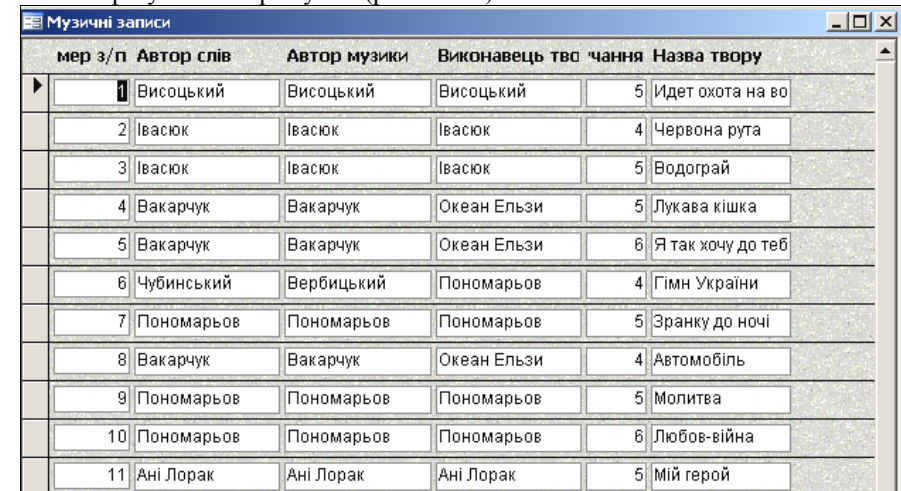 Музичні записи
мер з/п Автор слів Автор музики Виконавець тво чання Назва твору
1 Висоцький Висоцький Висоцький 5 Идет охота на во
2 Івасюк Івасюк Івасюк 4 Червона рута
3 Івасюк Івасюк Івасюк 5 Водограй
4 Вакарчук Вакарчук Океан Ельзи 5 Лукава кішка
5 Вакарчук Вакарчук Океан Ельзи 6 Я так хочу до теб
6 Чубинський Вербицький Пономарьов 4 Гімн України
7 Пономарьов Пономарьов Пономарьов 5 Зранку до ночі
8 Вакарчук Вакарчук Океан Ельзи 4 Автомобіль
9 Пономарьов Пономарьов Пономарьов 5 Молитва
10 Пономарьов Пономарьов Пономарьов 6 Любов-війна
11 Ані Лорак Ані Лорак Ані Лорак 5 Мій герой